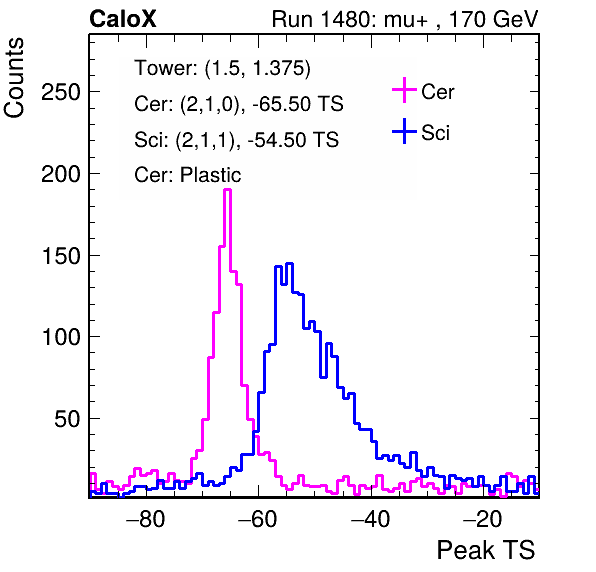 CaloX Run 1480: mu+ , 170 GeV
Counts
Tower: (1.5, 1.375)
Cer: (2,1,0), -65.50 TS
Sci: (2,1,1), -54.50 TS
Cer: Plastic
Cer
Sci
250
200
150
100
50
−80 −60 −40 −20
Peak TS